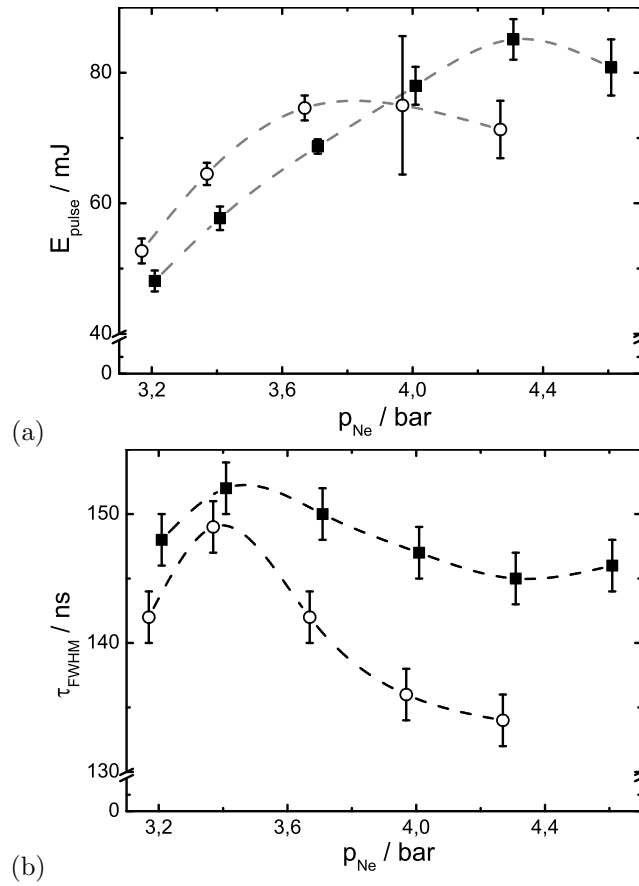 80
60
40
0
E_pulse / mJ
3,2 3,6 4,0 4,4
p_Ne / bar
(a)
150
140
130
0
τ_FWHM / ns
3,2 3,6 4,0 4,4
p_Ne / bar
(b)